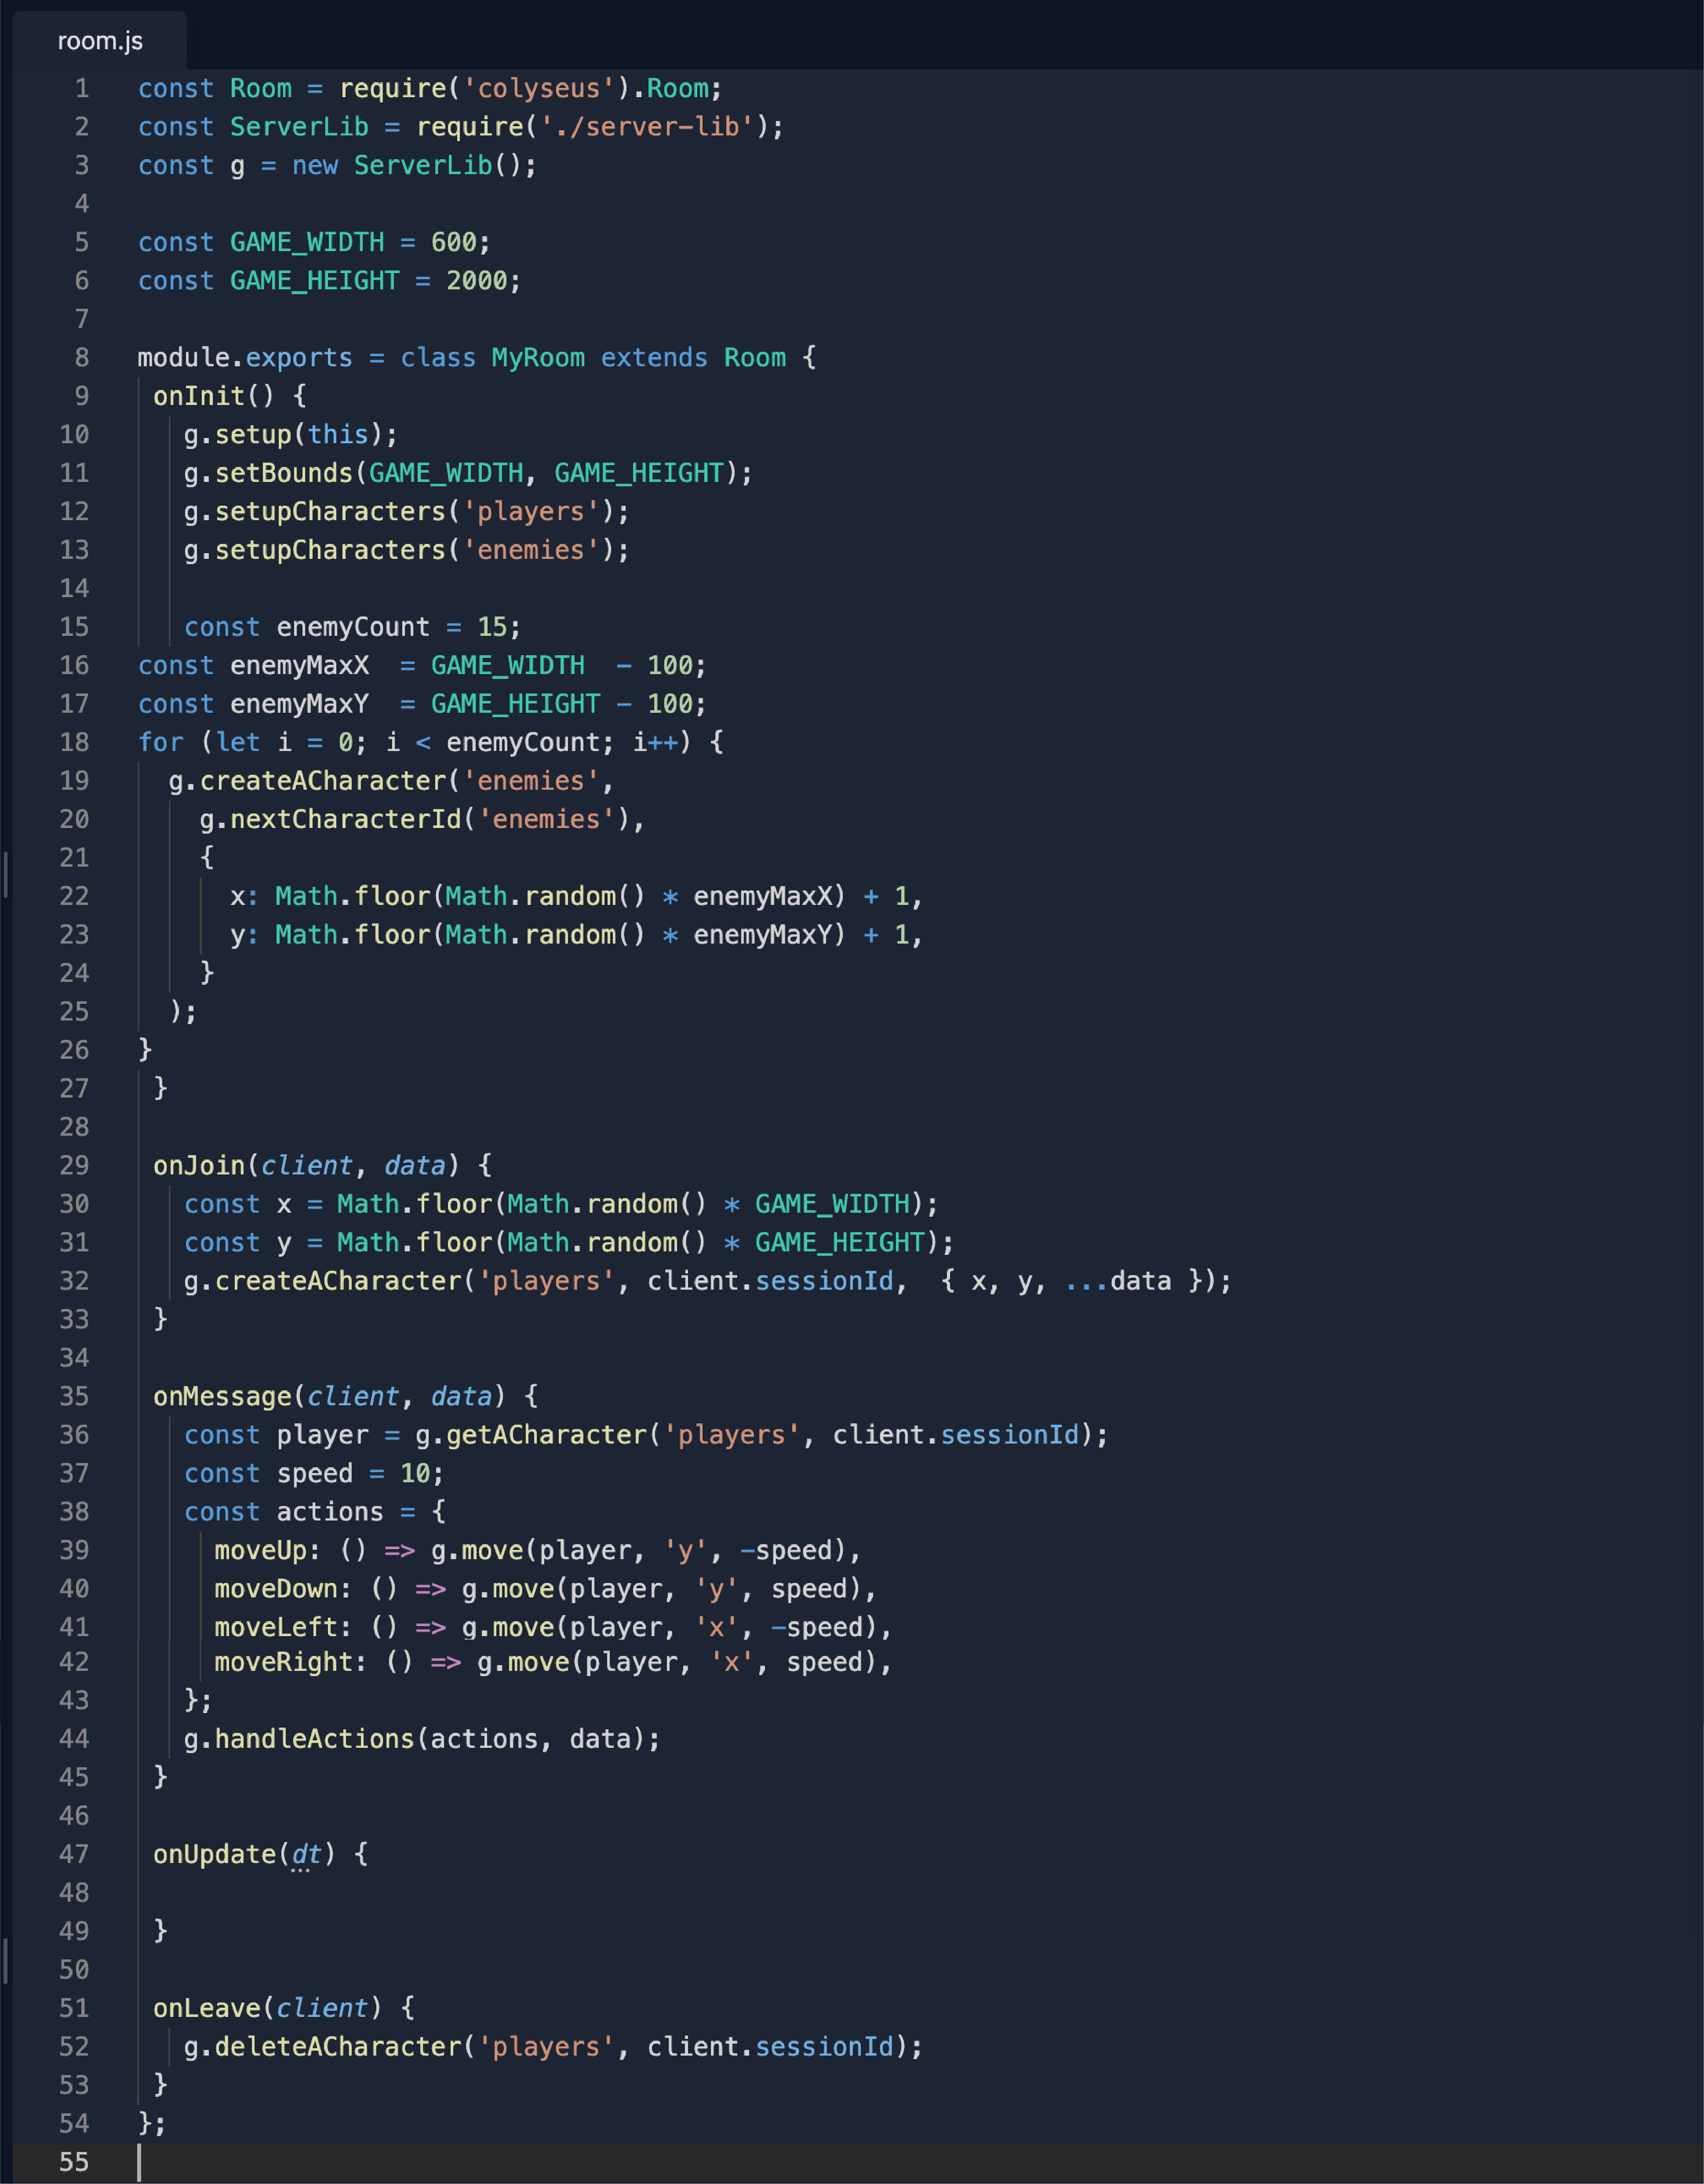 room.js
1 const Room = require('colyseus').Room;
2 const ServerLib = require('./server-lib');
3 const g = new ServerLib();
4
5 const GAME_WIDTH = 600;
6 const GAME_HEIGHT = 2000;
7
8 module.exports = class MyRoom extends Room {
9  onInit() {
10    g.setup(this);
11    g.setBounds(GAME_WIDTH, GAME_HEIGHT);
12    g.setupCharacters('players');
13    g.setupCharacters('enemies');
14
15    const enemyCount = 15;
16 const enemyMaxX  = GAME_WIDTH  - 100;
17 const enemyMaxY  = GAME_HEIGHT - 100;
18 for (let i = 0; i < enemyCount; i++) {
19   g.createACharacter('enemies',
20     g.nextCharacterId('enemies'),
21     {
22       x: Math.floor(Math.random() * enemyMaxX) + 1,
23       y: Math.floor(Math.random() * enemyMaxY) + 1,
24     }
25   );
26 }
27  }
28
29  onJoin(client, data) {
30    const x = Math.floor(Math.random() * GAME_WIDTH);
31    const y = Math.floor(Math.random() * GAME_HEIGHT);
32    g.createACharacter('players', client.sessionId,  { x, y, ...data });
33  }
34
35  onMessage(client, data) {
36    const player = g.getACharacter('players', client.sessionId);
37    const speed = 10;
38    const actions = {
39      moveUp: () => g.move(player, 'y', -speed),
40      moveDown: () => g.move(player, 'y', speed),
41      moveLeft: () => g.move(player, 'x', -speed),
42      moveRight: () => g.move(player, 'x', speed),
43    };
44    g.handleActions(actions, data);
45  }
46
47  onUpdate(dt) {
48
49  }
50
51  onLeave(client) {
52    g.deleteACharacter('players', client.sessionId);
53  }
54 };
55